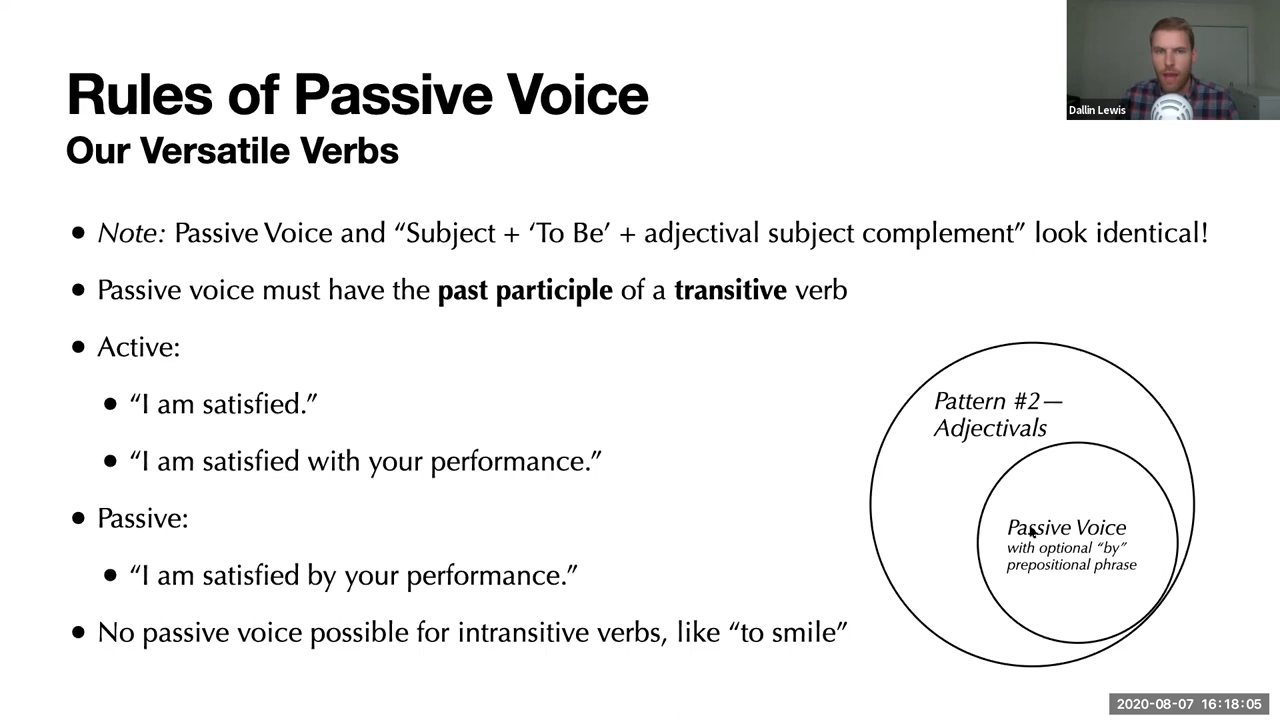 Rules of Passive Voice
Our Versatile Verbs
Dallin Lewis
• Note: Passive Voice and “Subject + ‘To Be’ + adjectival subject complement” look identical!
• Passive voice must have the past participle of a transitive verb
• Active:
• “I am satisfied.”
• “I am satisfied with your performance.”
• Passive:
• “I am satisfied by your performance.”
• No passive voice possible for intransitive verbs, like “to smile”
Pattern #2—
Adjectivals
Passive Voice
with optional “by”
prepositional phrase
2020-08-07 16:18:05